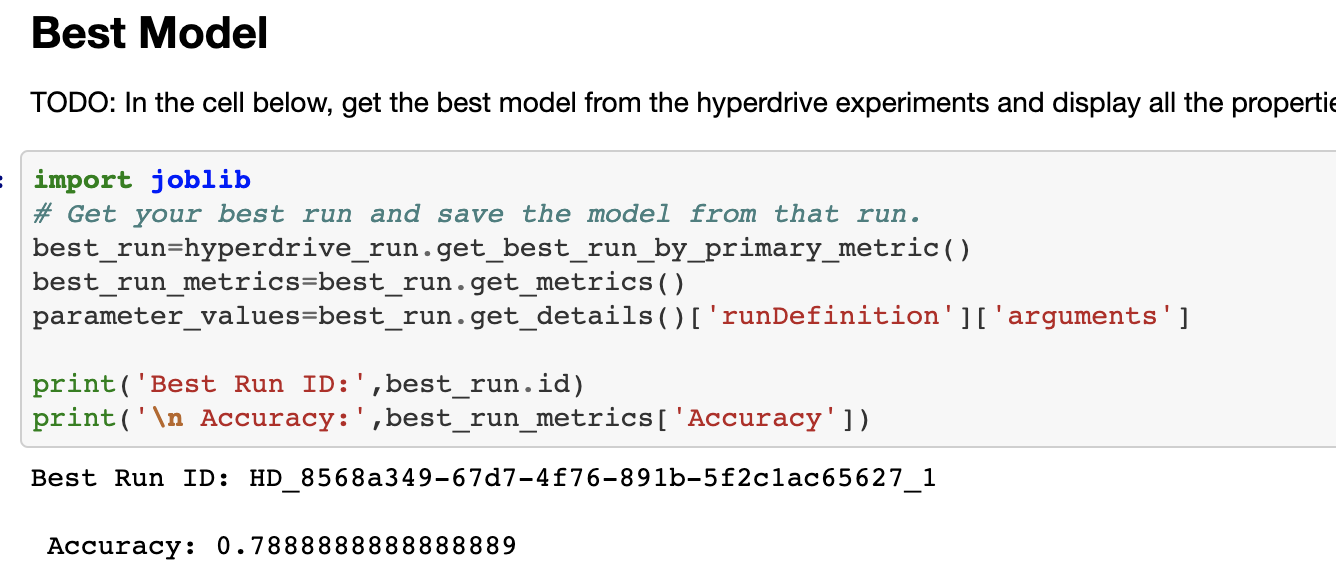 Best Model
TODO: In the cell below, get the best model from the hyperdrive experiments and display all the
:
import joblib
# Get your best run and save the model from that run.
best_run=hyperdrive_run.get_best_run_by_primary_metric()
best_run_metrics=best_run.get_metrics()
parameter_values=best_run.get_details()['runDefinition']['arguments']
print('Best Run ID:',best_run.id)
print('\n Accuracy:',best_run_metrics['Accuracy'])
Best Run ID: HD_8568a349-67d7-4f76-891b-5f2c1ac65627_1
Accuracy: 0.7888888888888889